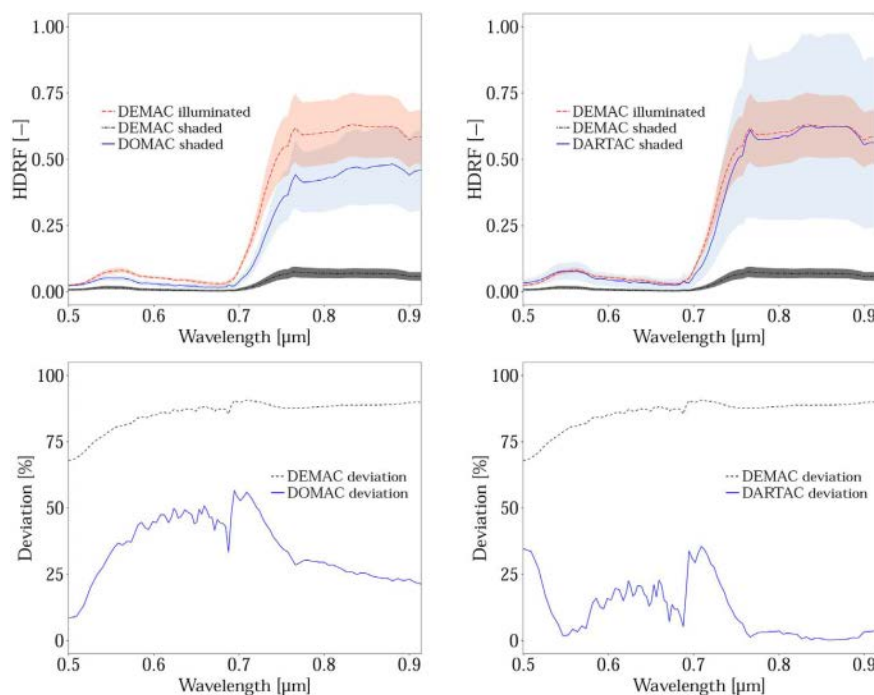 1.00
0.75
0.50
0.25
0.00
HDRF [–]
DEMAC illuminated
DEMAC shaded
DOMAC shaded
0.5 0.6 0.7 0.8 0.9
Wavelength [µm]
1.00
0.75
0.50
0.25
0.00
HDRF [–]
DEMAC illuminated
DEMAC shaded
DARTAC shaded
0.5 0.6 0.7 0.8 0.9
Wavelength [µm]
100
75
50
25
0
Deviation [%]
DEMAC deviation
DOMAC deviation
0.5 0.6 0.7 0.8 0.9
Wavelength [µm]
100
75
50
25
0
Deviation [%]
DEMAC deviation
DARTAC deviation
0.5 0.6 0.7 0.8 0.9
Wavelength [µm]